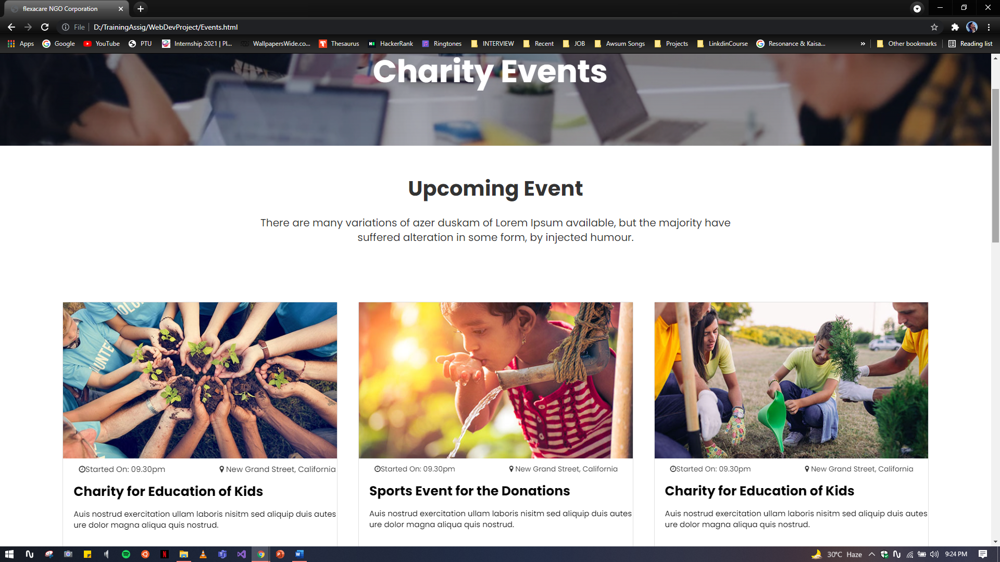 flexacare NGO Corporation
File D:/TrainingAssig/WebDevProject/Events.html
Apps Google YouTube PTU Internship 2021 | Pl... WallpapersWide.co... Thesaurus HackerRank Ringtones INTERVIEW Recent JOB Awsum Songs Projects LinkdinCourse Resonance & Kaisa... » Other bookmarks Reading list
Charity Events
Upcoming Event
There are many variations of azer duskam of Lorem Ipsum available, but the majority have
suffered alteration in some form, by injected humour.
Started On: 09.30pm New Grand Street, California
Charity for Education of Kids
Auis nostrud exercitation ullam laboris nisitm sed aliquip duis autes
ure dolor magna aliqua quis nostrud.
Started On: 09.30pm New Grand Street, California
Sports Event for the Donations
Auis nostrud exercitation ullam laboris nisitm sed aliquip duis autes
ure dolor magna aliqua quis nostrud.
Started On: 09.30pm New Grand Street, California
Charity for Education of Kids
Auis nostrud exercitation ullam laboris nisitm sed aliquip duis autes
ure dolor magna aliqua quis nostrud.
30°C Haze 9:24 PM